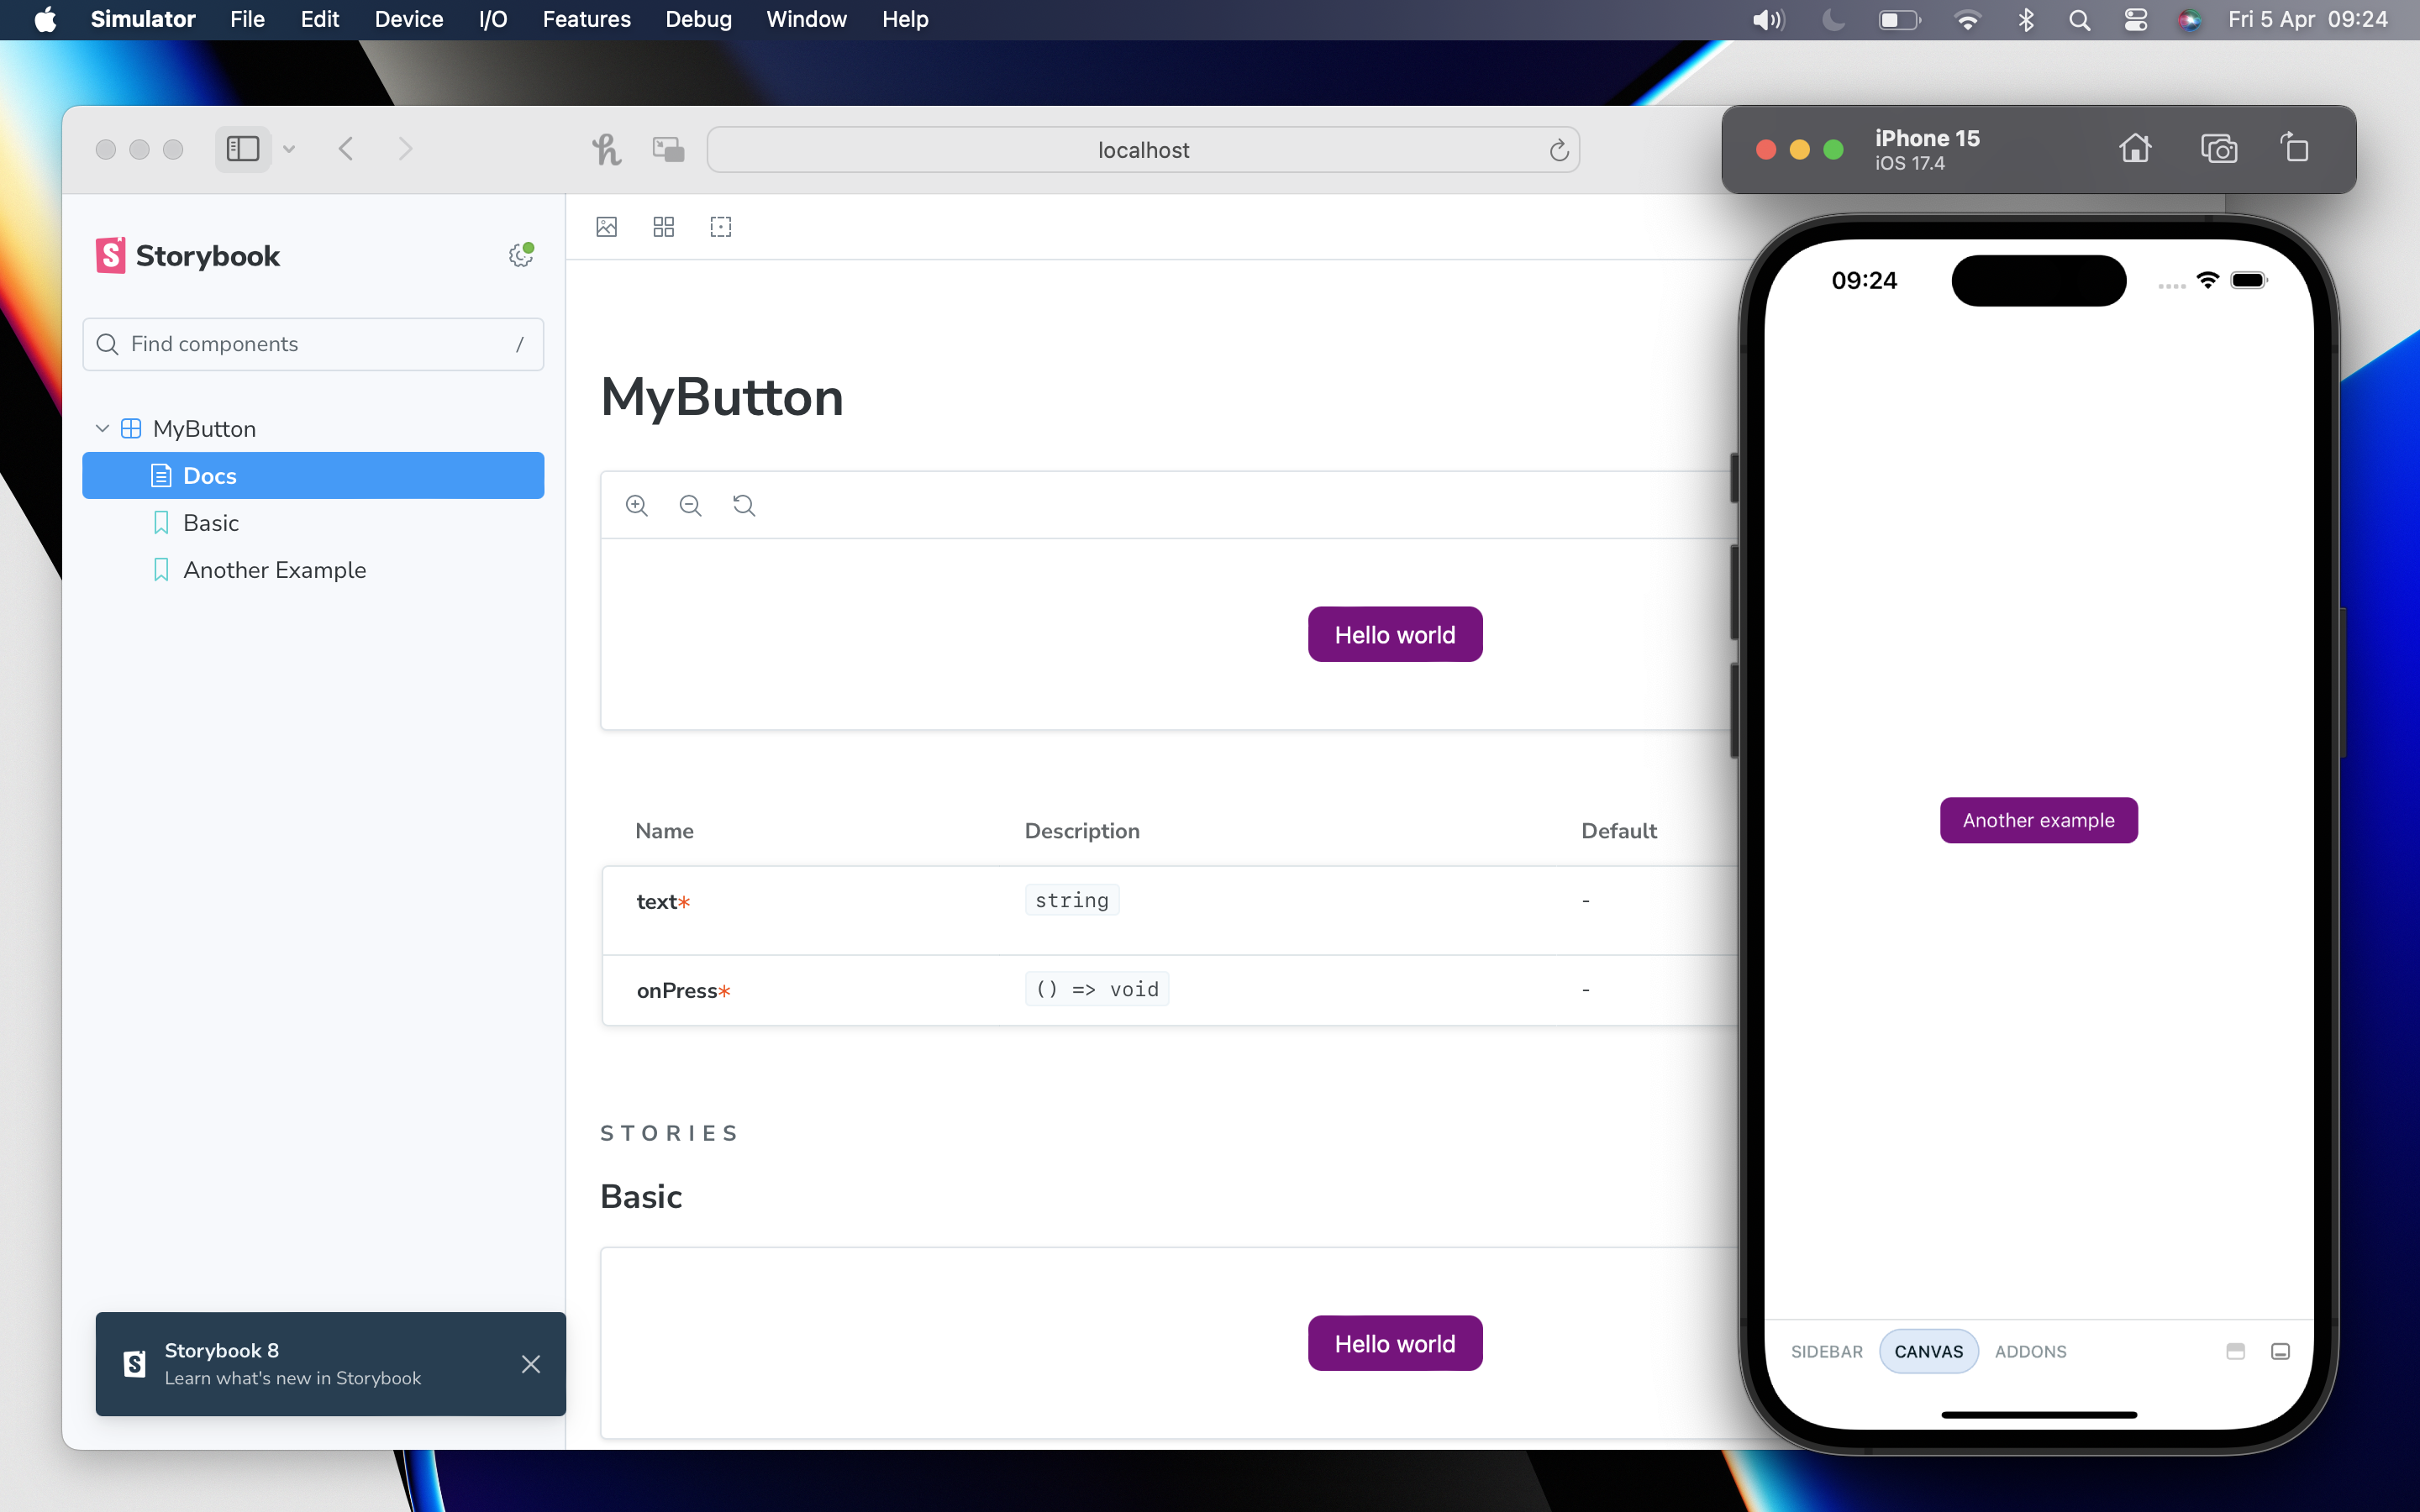 Simulator File Edit Device I/O Features Debug Window Help Fri 5 Apr 09:24
localhost
iPhone 15
iOS 17.4
Storybook
Find components /
MyButton
Docs
Basic
Another Example
Storybook 8
Learn what's new in Storybook
MyButton
Hello world
Name Description Default
text* string -
onPress* () => void -
STORIES
Basic
Hello world
09:24
Another example
SIDEBAR CANVAS ADDONS